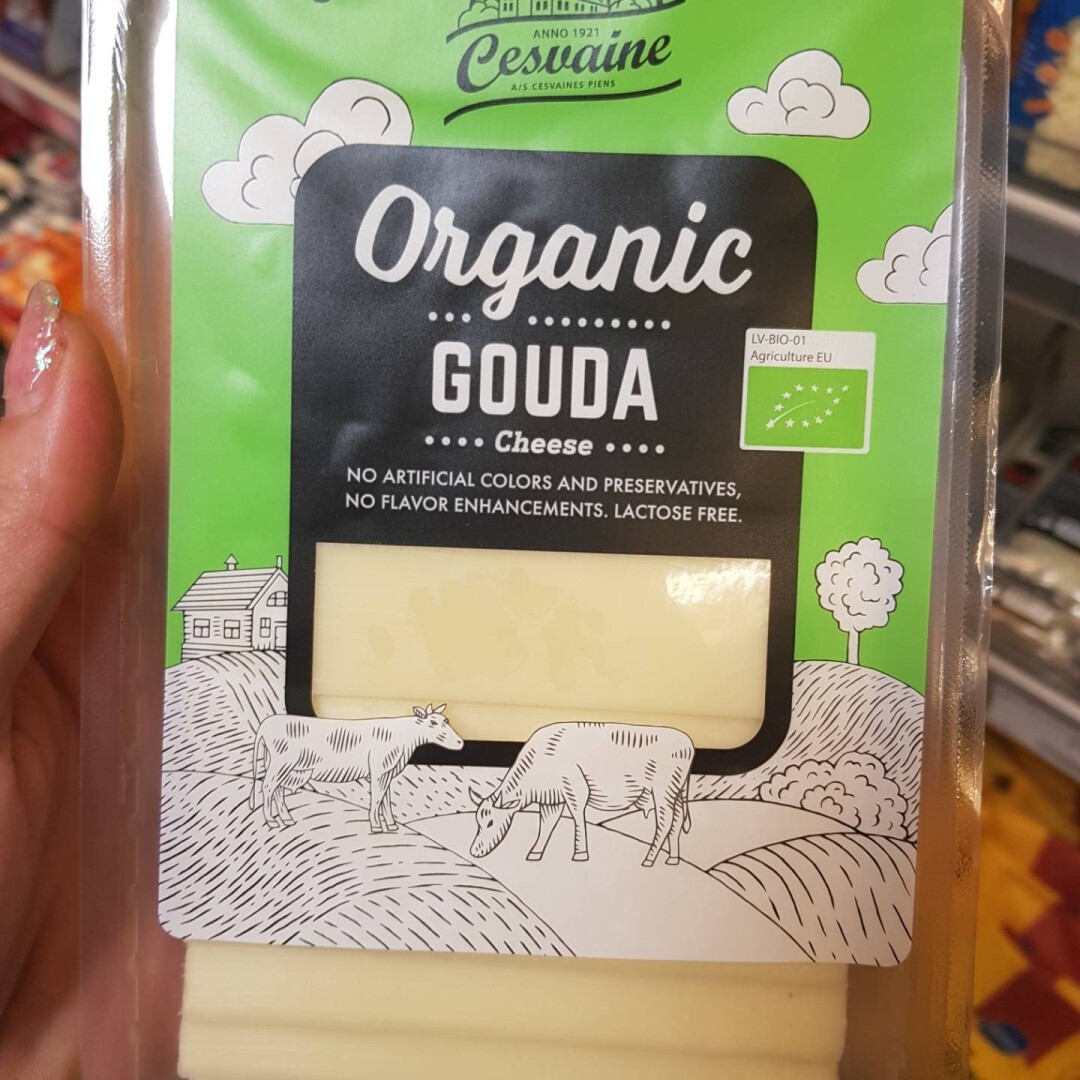 ANNO 1921
Cesvaine
A/S CESVAINES PIENS
Organic
GOUDA
Cheese
LV-BIO-01
Agriculture EU
NO ARTIFICIAL COLORS AND PRESERVATIVES,
NO FLAVOR ENHANCEMENTS. LACTOSE FREE.